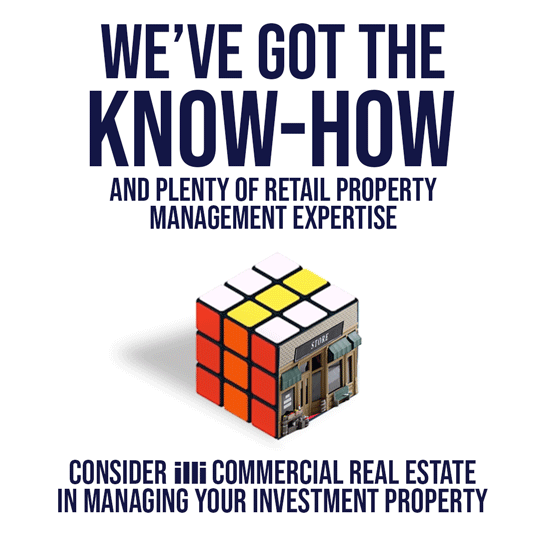 WE'VE GOT THE
KNOW-HOW
AND PLENTY OF RETAIL PROPERTY
MANAGEMENT EXPERTISE
STORE
CONSIDER illi COMMERCIAL REAL ESTATE
IN MANAGING YOUR INVESTMENT PROPERTY